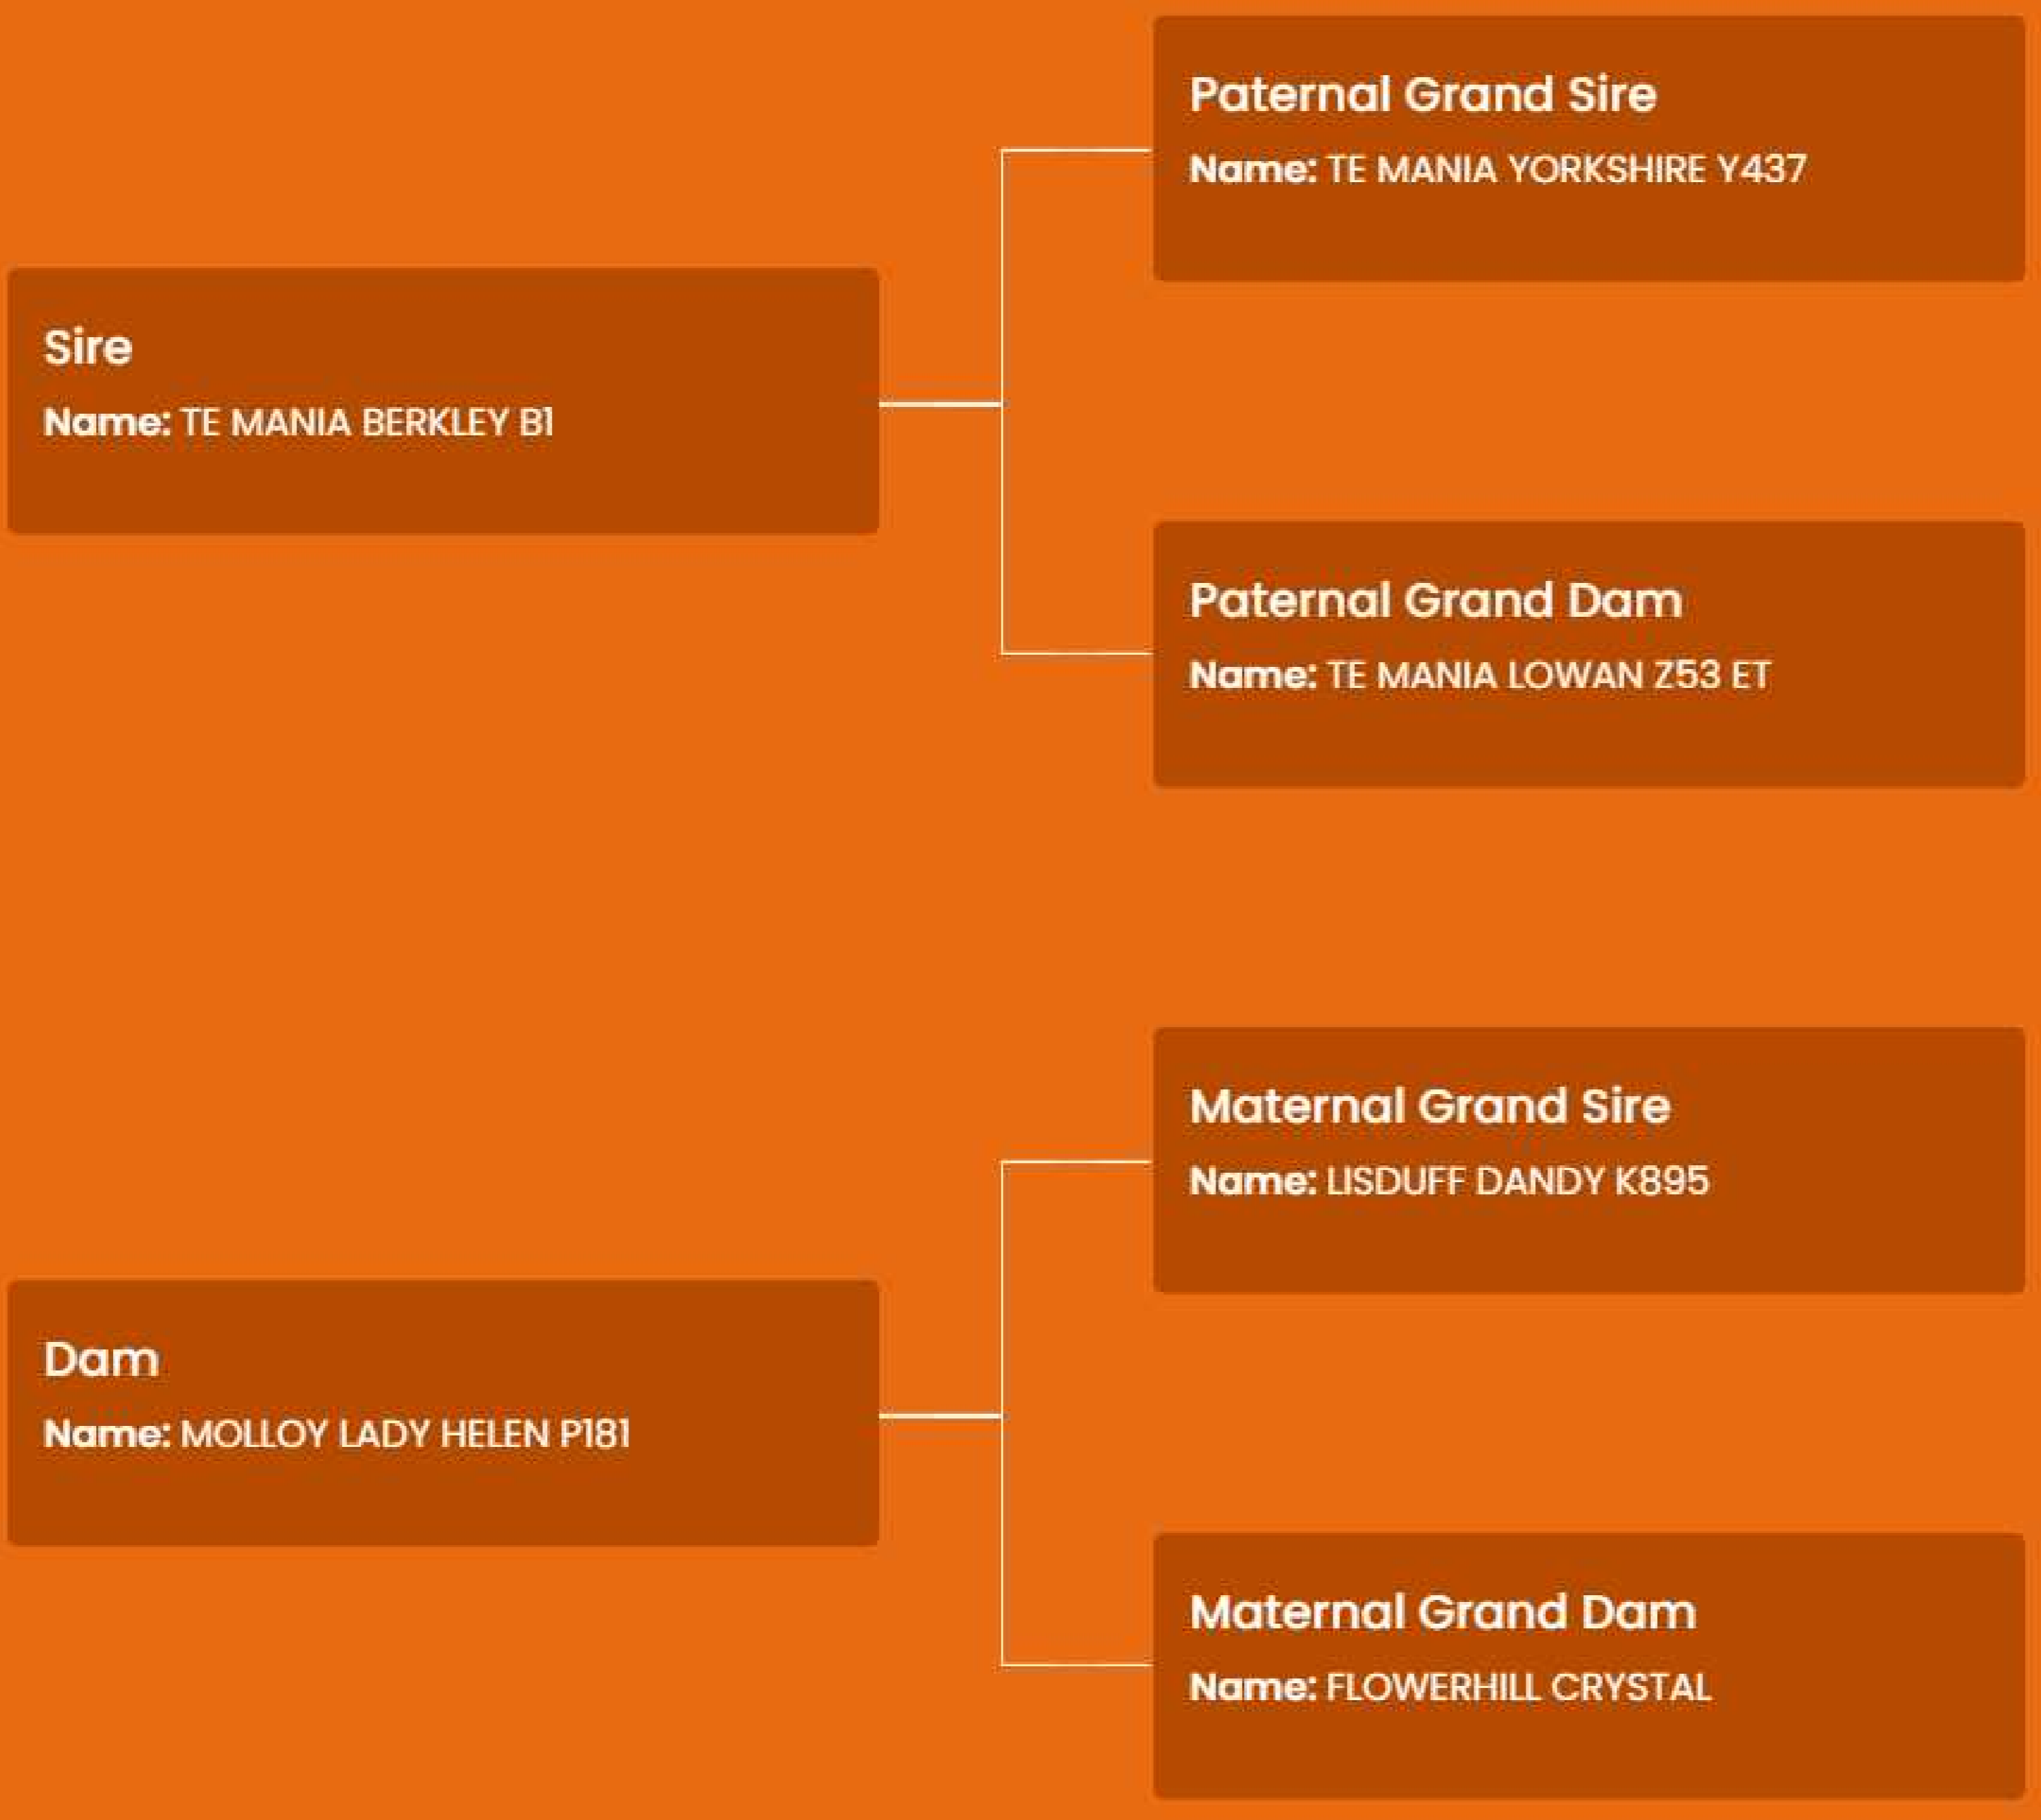 Paternal Grand Sire
Name: TE MANIA YORKSHIRE Y437
Sire
Name: TE MANIA BERKLEY B1
Paternal Grand Dam
Name: TE MANIA LOWAN Z53 ET
Maternal Grand Sire
Name: LISDUFF DANDY K895
Dam
Name: MOLLOY LADY HELEN P181
Maternal Grand Dam
Name: FLOWERHILL CRYSTAL